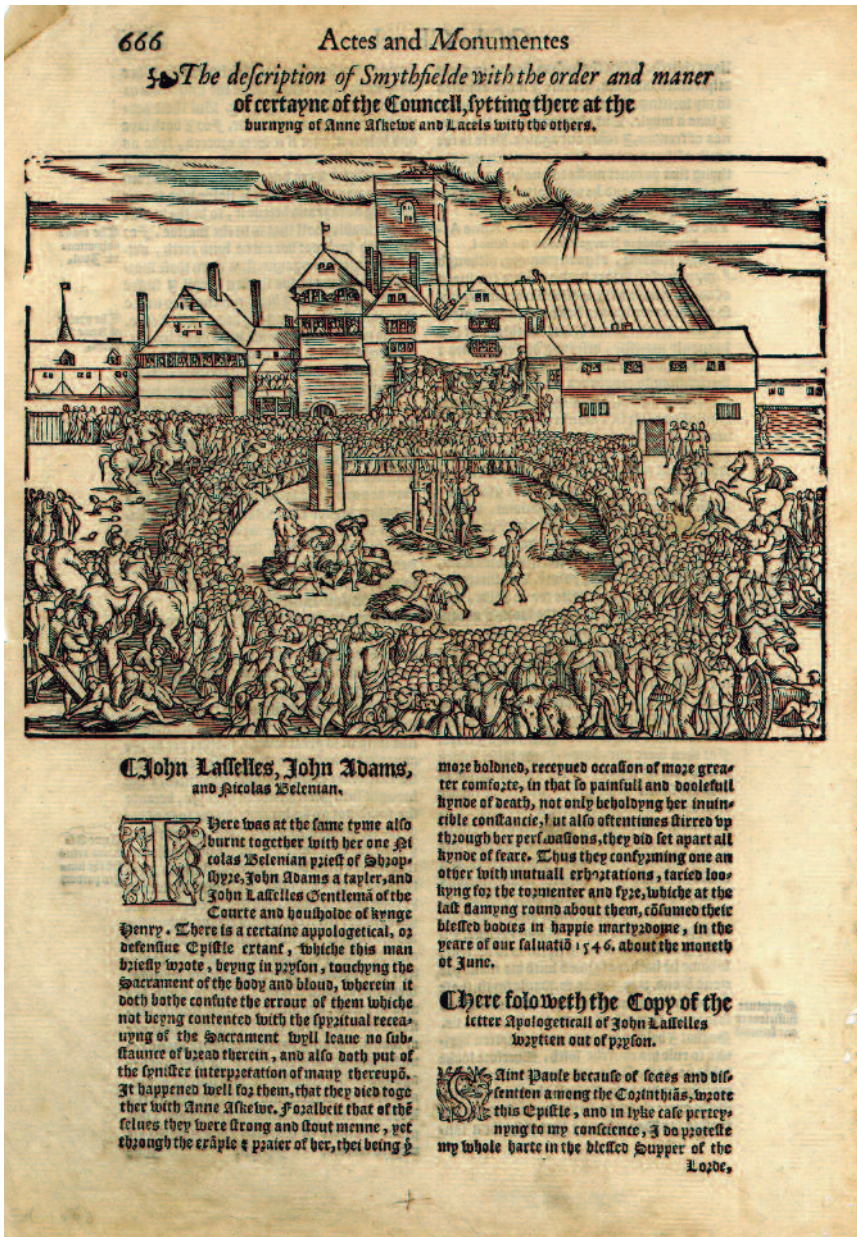 666 Actes and Monumentes
The description of Smythfielde with the order and maner
of certayne of the Councell, sytting there at the
burnyng of Anne Askewe and Lacels with the others.
John Lasselles, John Adams,
and Nicolas Belenian.
THere was at the same tyme also
burnt together with her one Ni
colas Belenian priest of Shrop-
shyre, John Adams a tayler, and
John Lasselles Gentlemā of the
Courte and housholde of kynge
Henry. There is a certaine appologetical, or
defensiue Epistle extant, whiche this man
briefly wrote, beyng in pryson, touchyng the
Sacrament of the body and bloud, wherein it
doth bothe confute the errour of them whiche
not beyng contented with the spyritual recea-
uyng of the Sacrament wyll leaue no sub-
staunce of bread therein, and also doth put of
the synister interpretation of many thereupō.
It happened well for them, that they died toge
ther with Anne Askewe. For albeit that of thē
selues they were strong and stout menne, yet
through the exāple & praier of her, thei being ẏ
more boldned, receyued occasion of more grea-
ter comforte, in that so painfull and doolefull
kynde of death, not only beholdyng her inuin-
cible constancie, but also oftentimes stirred vp
through her perswasions, they did set apart all
kynde of feare. Thus they confyrming one an
other with mutuall exhortations, taried loo-
kyng for the tormenter and fyre, whiche at the
last flamyng round about them, cōsumed their
blessed bodies in happie martyrdome, in the
yeare of our saluatiō 1546. about the moneth
of June.
Here foloweth the Copy of the
letter Apologeticall of John Lasselles
wrytten out of pryson.
SAint Paule because of sectes and dis-
sention among the Corinthiās, wrote
this Epistle, and in lyke case pertey-
nyng to my conscience, I do proteste
my whole harte in the blessed Supper of the
Lorde,